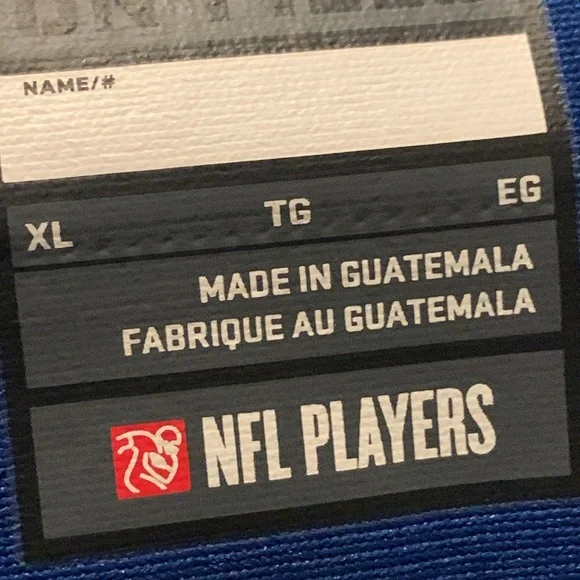 NAME/#
XL TG EG
MADE IN GUATEMALA
FABRIQUE AU GUATEMALA
NFL PLAYERS